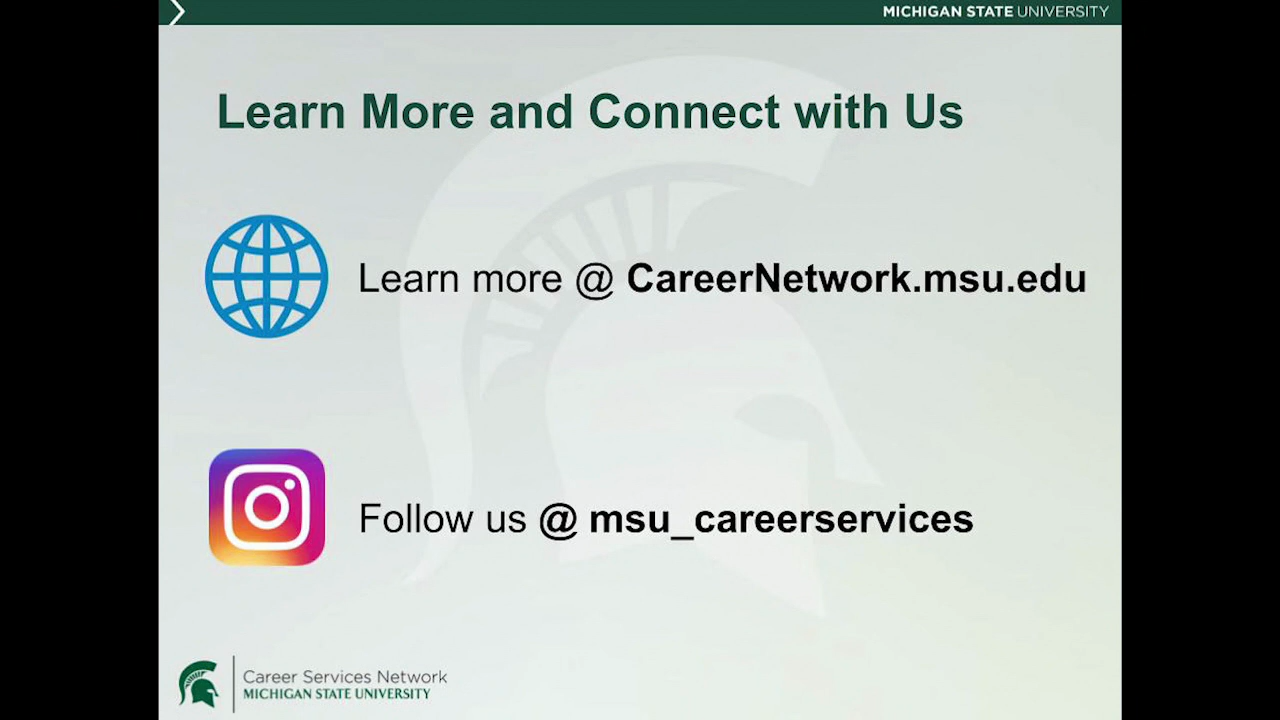 MICHIGAN STATE UNIVERSITY
Learn More and Connect with Us
Learn more @ CareerNetwork.msu.edu
Follow us @ msu_careerservices
Career Services Network
MICHIGAN STATE UNIVERSITY